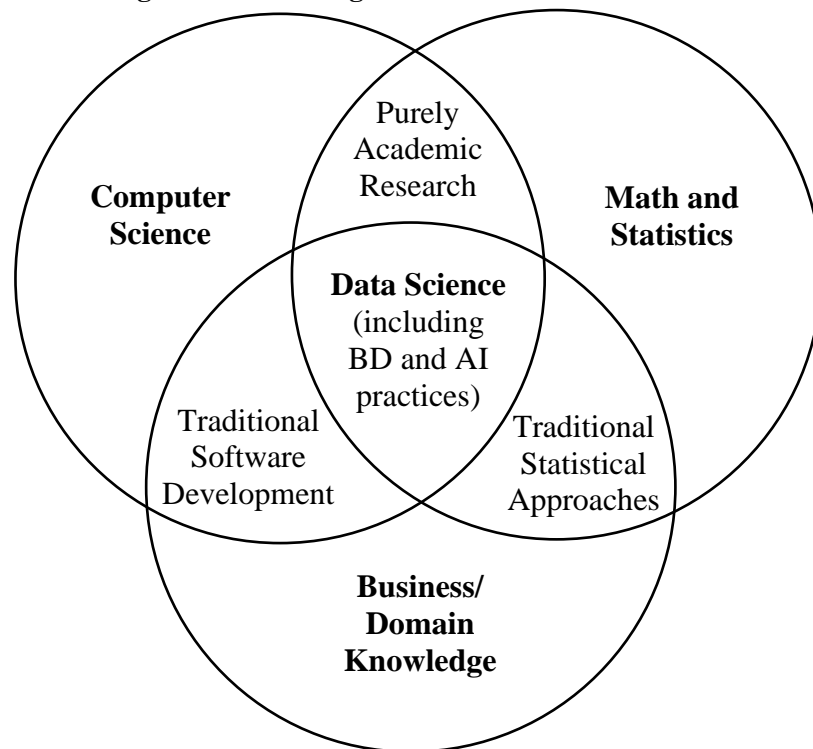 Purely
Academic
Research
Computer
Science
Math and
Statistics
Data Science
(including
BD and AI
practices)
Traditional
Software
Development
Traditional
Statistical
Approaches
Business/
Domain
Knowledge